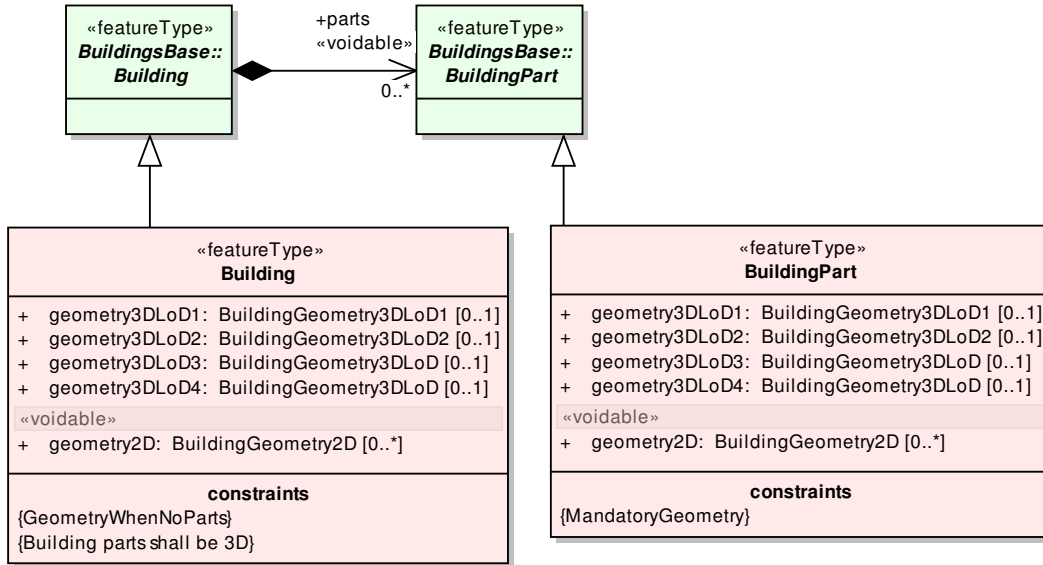 «featureType»
BuildingsBase::
Building
+parts
«voidable»
0..*
«featureType»
BuildingsBase::
BuildingPart
«featureType»
Building
+ geometry3DLoD1: BuildingGeometry3DLoD1 [0..1]
+ geometry3DLoD2: BuildingGeometry3DLoD2 [0..1]
+ geometry3DLoD3: BuildingGeometry3DLoD [0..1]
+ geometry3DLoD4: BuildingGeometry3DLoD [0..1]
«voidable»
+ geometry2D: BuildingGeometry2D [0..*]
constraints
{GeometryWhenNoParts}
{Building parts shall be 3D}
«featureType»
BuildingPart
+ geometry3DLoD1: BuildingGeometry3DLoD1 [0..1]
+ geometry3DLoD2: BuildingGeometry3DLoD2 [0..1]
+ geometry3DLoD3: BuildingGeometry3DLoD [0..1]
+ geometry3DLoD4: BuildingGeometry3DLoD [0..1]
«voidable»
+ geometry2D: BuildingGeometry2D [0..*]
constraints
{MandatoryGeometry}